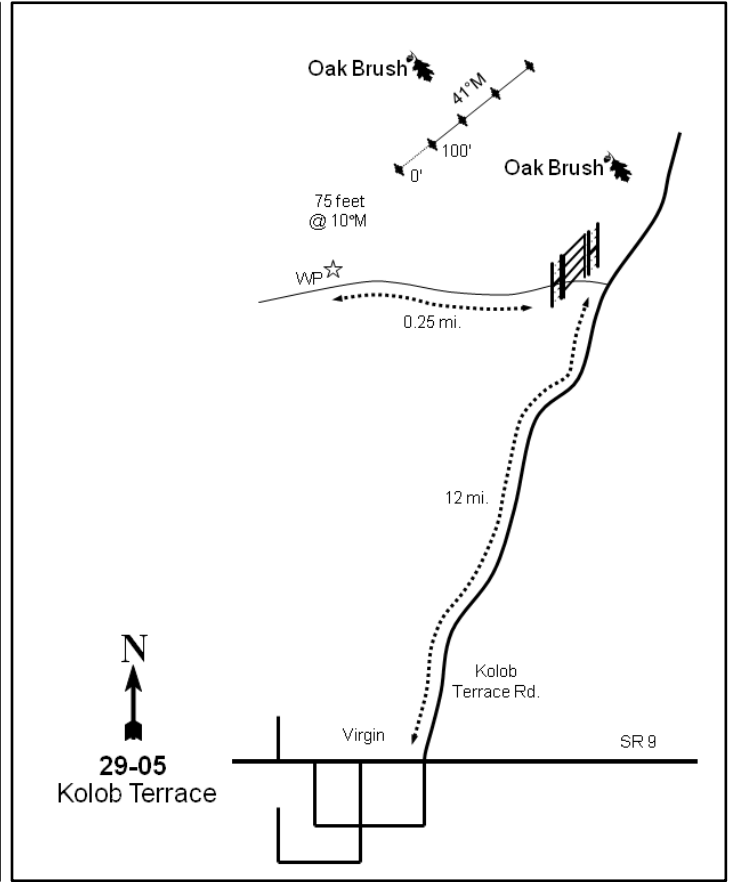 Oak Brush
41°M
100'
0'
Oak Brush
75 feet
@ 10°M
WP
0.25 mi.
12 mi.
N
Kolob
Terrace Rd.
Virgin
SR 9
29-05
Kolob Terrace